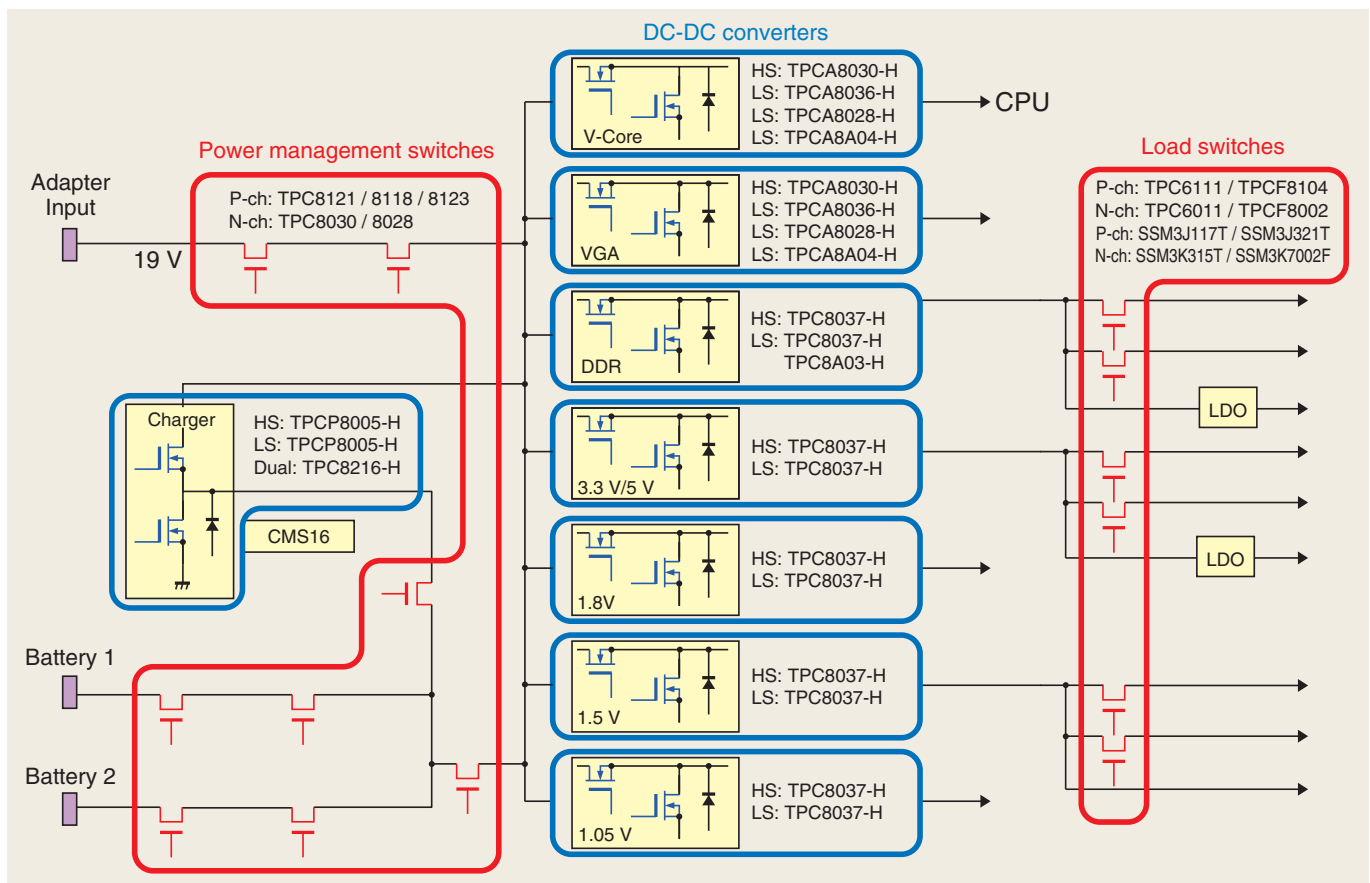 DC-DC converters
HS: TPCA8030-H
LS: TPCA8036-H
LS: TPCA8028-H
LS: TPCA8A04-H
V-Core
CPU
Power management switches
Load switches
Adapter
Input
19 V
P-ch: TPC8121 / 8118 / 8123
N-ch: TPC8030 / 8028
HS: TPCA8030-H
LS: TPCA8036-H
LS: TPCA8028-H
LS: TPCA8A04-H
VGA
P-ch: TPC6111 / TPCF8104
N-ch: TPC6011 / TPCF8002
P-ch: SSM3J117T / SSM3J321T
N-ch: SSM3K315T / SSM3K7002F
HS: TPC8037-H
LS: TPC8037-H
TPC8A03-H
DDR
LDO
Charger
HS: TPCP8005-H
LS: TPCP8005-H
Dual: TPC8216-H
CMS16
HS: TPC8037-H
LS: TPC8037-H
3.3 V/5 V
LDO
HS: TPC8037-H
LS: TPC8037-H
1.8V
Battery 1
HS: TPC8037-H
LS: TPC8037-H
1.5 V
Battery 2
HS: TPC8037-H
LS: TPC8037-H
1.05 V